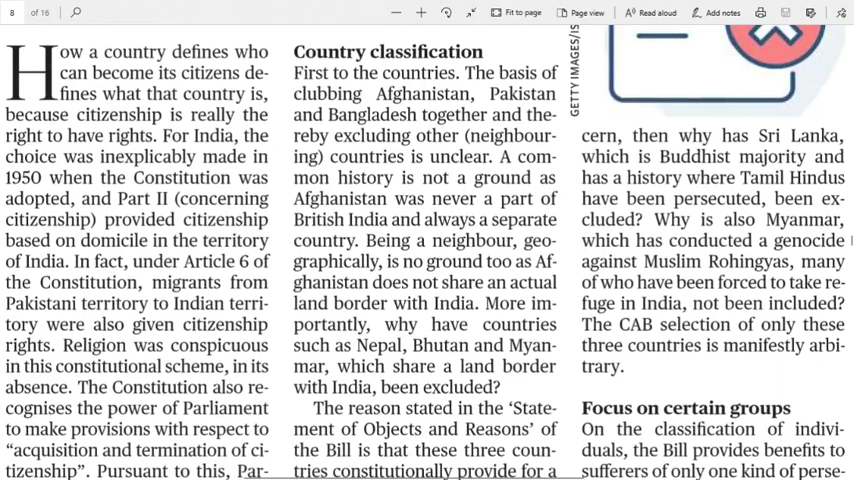 8 of 16
Fit to page
Page view
Read aloud
Add notes
How a country defines who
can become its citizens de-
fines what that country is,
because citizenship is really the
right to have rights. For India, the
choice was inexplicably made in
1950 when the Constitution was
adopted, and Part II (concerning
citizenship) provided citizenship
based on domicile in the territory
of India. In fact, under Article 6 of
the Constitution, migrants from
Pakistani territory to Indian terri-
tory were also given citizenship
rights. Religion was conspicuous
in this constitutional scheme, in its
absence. The Constitution also re-
cognises the power of Parliament
to make provisions with respect to
“acquisition and termination of ci-
tizenship”. Pursuant to this, Par-
Country classification
First to the countries. The basis of
clubbing Afghanistan, Pakistan
and Bangladesh together and the-
reby excluding other (neighbour-
ing) countries is unclear. A com-
mon history is not a ground as
Afghanistan was never a part of
British India and always a separate
country. Being a neighbour, geo-
graphically, is no ground too as Af-
ghanistan does not share an actual
land border with India. More im-
portantly, why have countries
such as Nepal, Bhutan and Myan-
mar, which share a land border
with India, been excluded?
The reason stated in the ‘State-
ment of Objects and Reasons’ of
the Bill is that these three coun-
tries constitutionally provide for a
GETTY IMAGES/IS
cern, then why has Sri Lanka,
which is Buddhist majority and
has a history where Tamil Hindus
have been persecuted, been ex-
cluded? Why is also Myanmar,
which has conducted a genocide
against Muslim Rohingyas, many
of who have been forced to take re-
fuge in India, not been included?
The CAB selection of only these
three countries is manifestly arbi-
trary.
Focus on certain groups
On the classification of indivi-
duals, the Bill provides benefits to
sufferers of only one kind of perse-